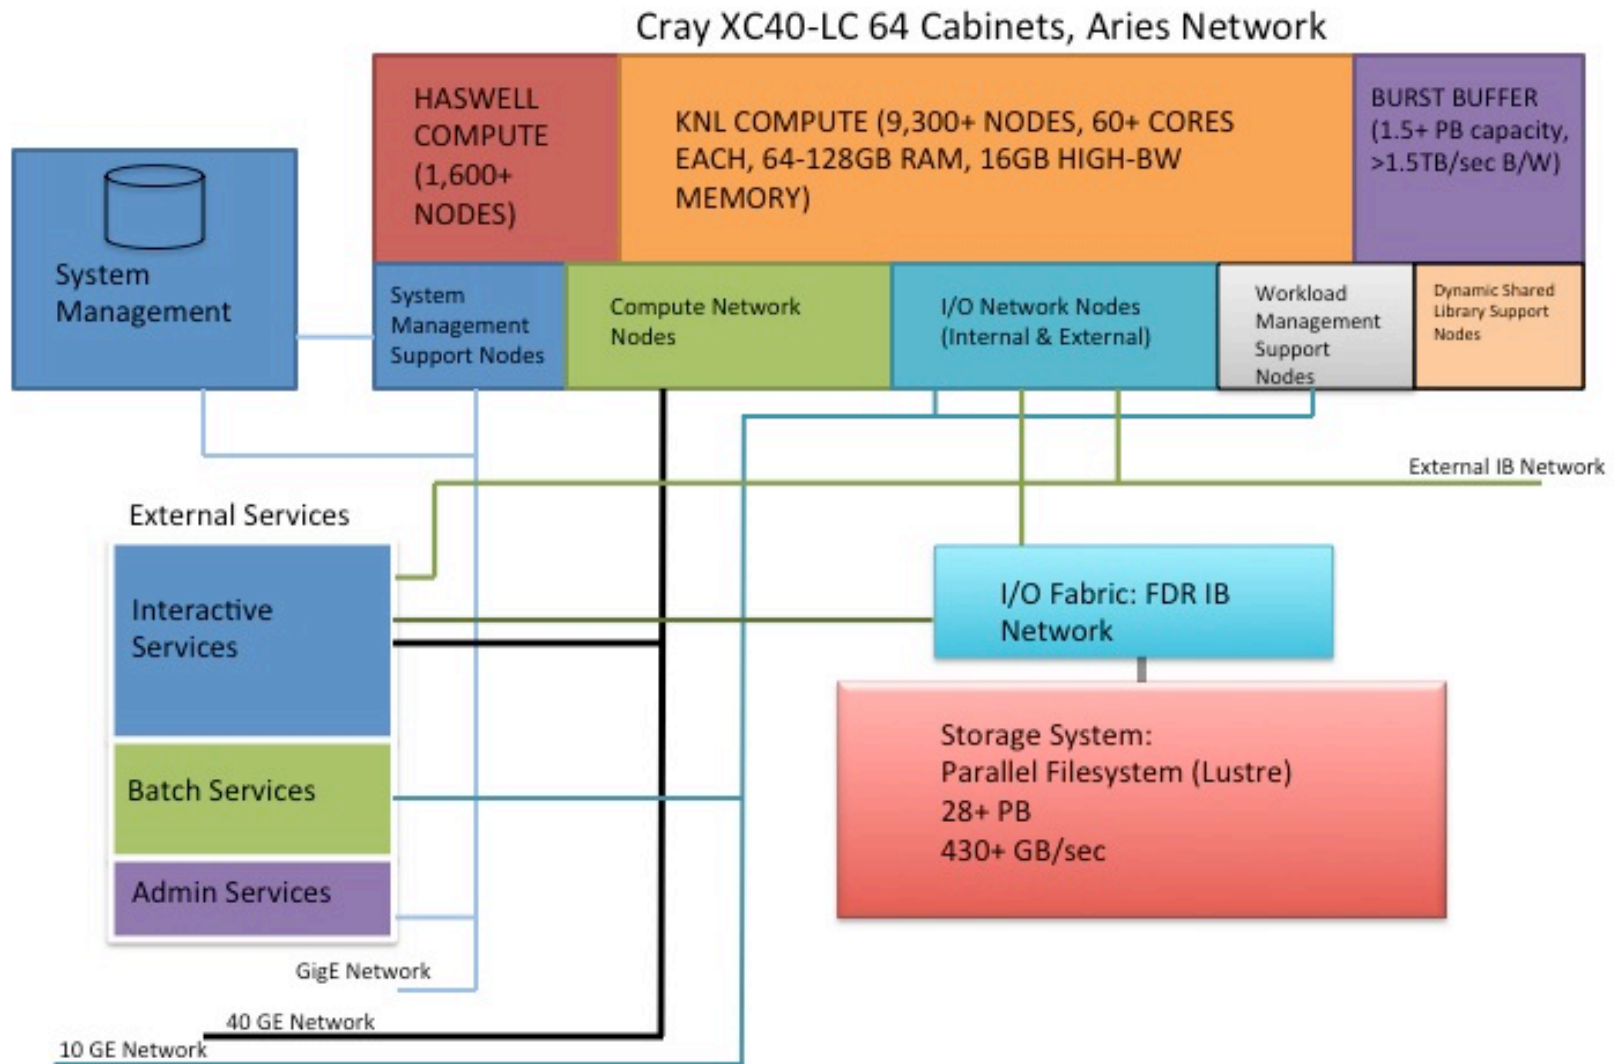 Cray XC40-LC 64 Cabinets, Aries Network
HASWELL
COMPUTE
(1,600+
NODES)
KNL COMPUTE (9,300+ NODES, 60+ CORES
EACH, 64-128GB RAM, 16GB HIGH-BW
MEMORY)
BURST BUFFER
(1.5+ PB capacity,
>1.5TB/sec B/W)
System
Management
System
Management
Support Nodes
Compute Network
Nodes
I/O Network Nodes
(Internal & External)
Workload
Management
Support
Nodes
Dynamic Shared
Library Support
Nodes
External IB Network
External Services
Interactive
Services
Batch Services
Admin Services
I/O Fabric: FDR IB
Network
Storage System:
Parallel Filesystem (Lustre)
28+ PB
430+ GB/sec
GigE Network
40 GE Network
10 GE Network